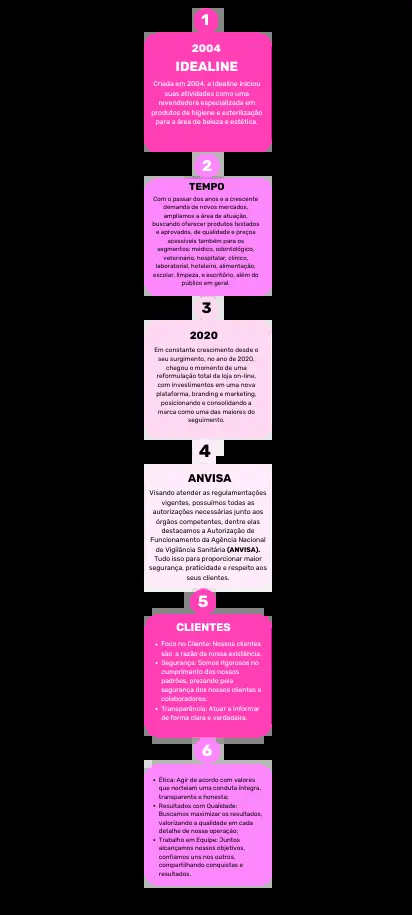 1
2004
IDEALINE
Criada em 2004, a Idealine iniciou
suas atividades como uma
revendedora especializada em
produtos de higiene e esterilização
para a área de beleza e estética.
2
TEMPO
Com o passar dos anos e a crescente
demanda de novos mercados,
ampliamos a área de atuação,
buscando oferecer produtos testados
e aprovados, de qualidade e preços
acessíveis também para os
segmentos: médico, odontológico,
veterinário, hospitalar, clínico,
laboratorial, hoteleiro, alimentação,
escolar, limpeza, e escritório, além do
público em geral.
3
2020
Em constante crescimento desde o
seu surgimento, no ano de 2020,
chegou o momento de uma
reformulação total da loja on-line,
com investimentos em uma nova
plataforma, branding e marketing,
posicionando e consolidando a
marca como uma das maiores do
seguimento.
4
ANVISA
Visando atender as regulamentações
vigentes, possuímos todas as
autorizações necessárias junto aos
órgãos competentes, dentre elas
destacamos a Autorização de
Funcionamento da Agência Nacional
de Vigilância Sanitária (ANVISA).
Tudo isso para proporcionar maior
segurança, praticidade e respeito aos
seus clientes.
5
CLIENTES
• Foco no Cliente: Nossos clientes
são a razão da nossa existência.
• Segurança: Somos rigorosos no
cumprimento dos nossos
padrões, prezando pela
segurança dos nossos clientes e
colaboradores;
• Transparência: Atuar e informar
de forma clara e verdadeira.
6
• Ética: Agir de acordo com valores
que norteiam uma conduta íntegra,
transparente e honesta;
• Resultados com Qualidade:
Buscamos maximizar os resultados,
valorizando a qualidade em cada
detalhe de nossa operação;
• Trabalho em Equipe: Juntos
alcançamos nossos objetivos,
confiamos uns nos outros,
compartilhando conquistas e
resultados.